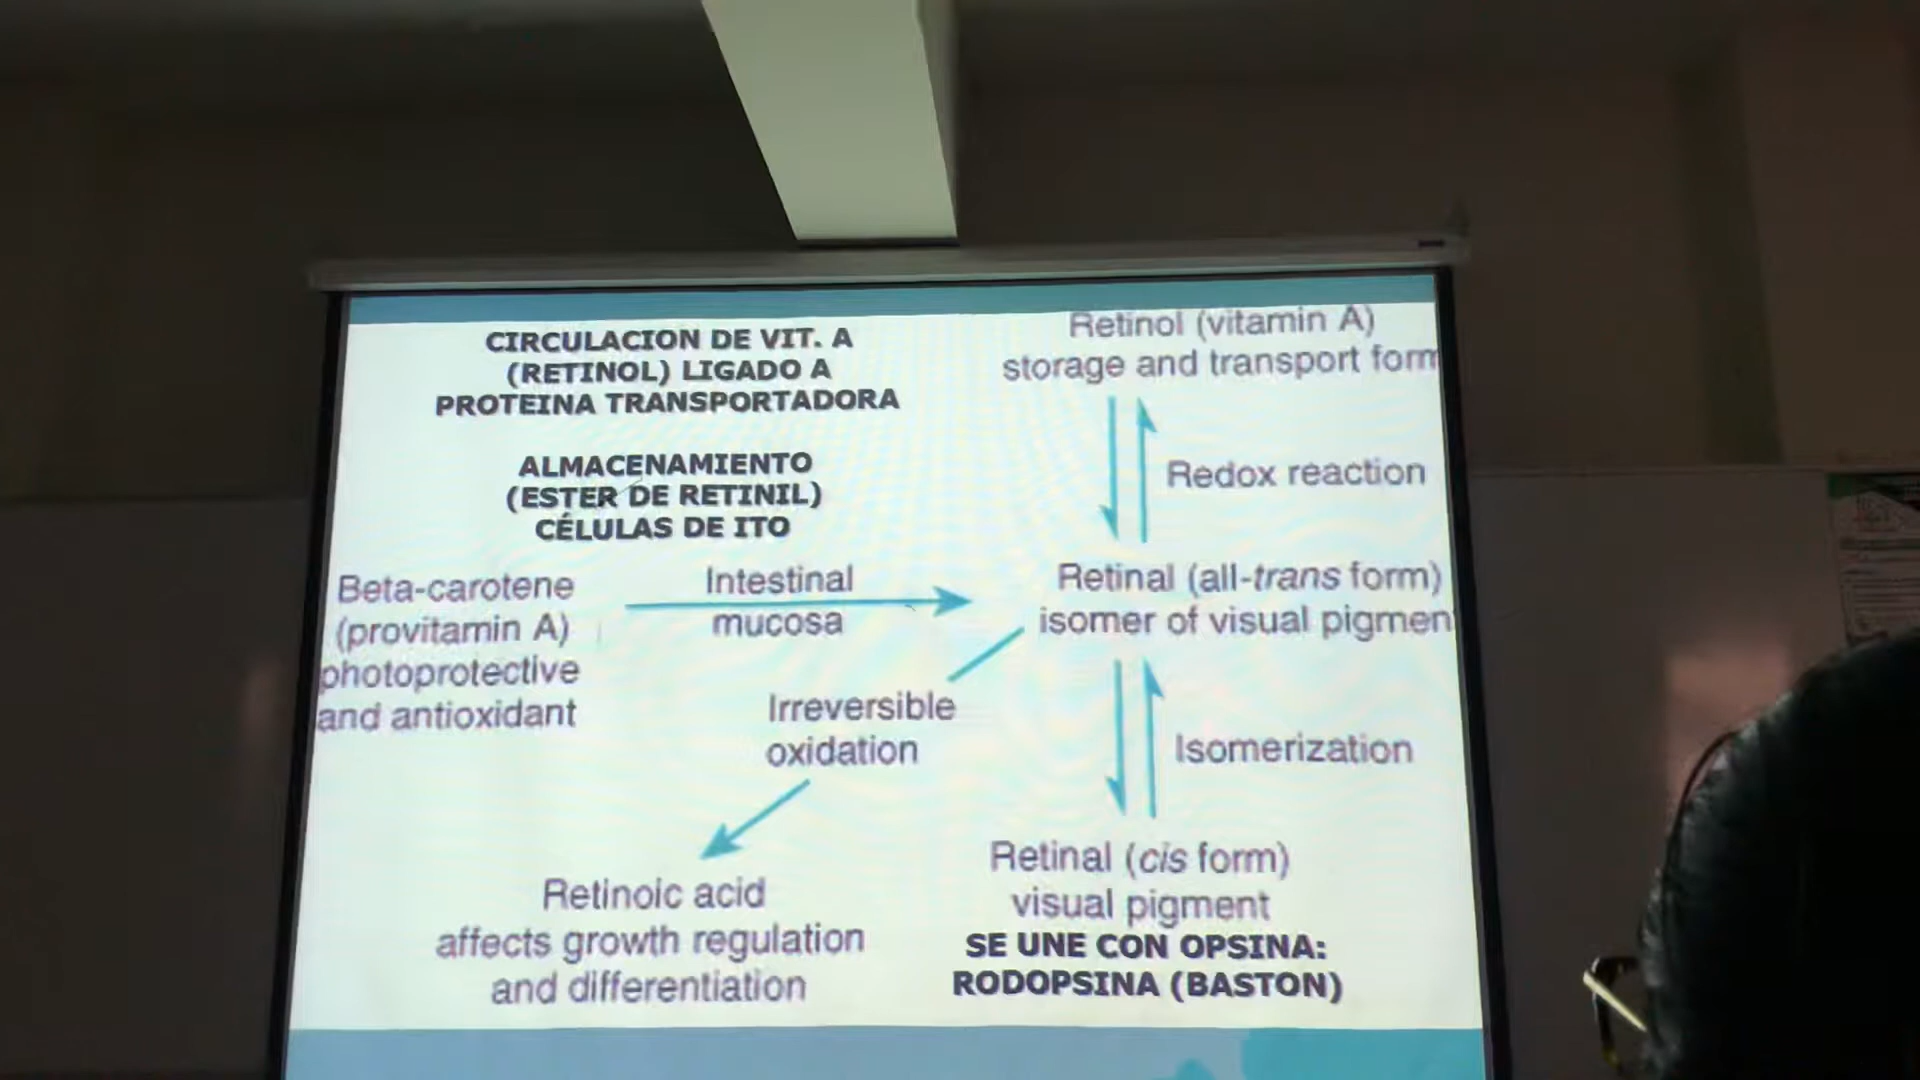 CIRCULACION DE VIT. A
(RETINOL) LIGADO A
PROTEINA TRANSPORTADORA
ALMACENAMIENTO
(ESTER DE RETINIL)
CÉLULAS DE ITO
Retinol (vitamin A)
storage and transport form
Redox reaction
Beta-carotene
(provitamin A)
photoprotective
and antioxidant
Intestinal
mucosa
Retinal (all-trans form)
isomer of visual pigmen
Irreversible
oxidation
Isomerization
Retinoic acid
affects growth regulation
and differentiation
Retinal (cis form)
visual pigment
SE UNE CON OPSINA:
RODOPSINA (BASTON)